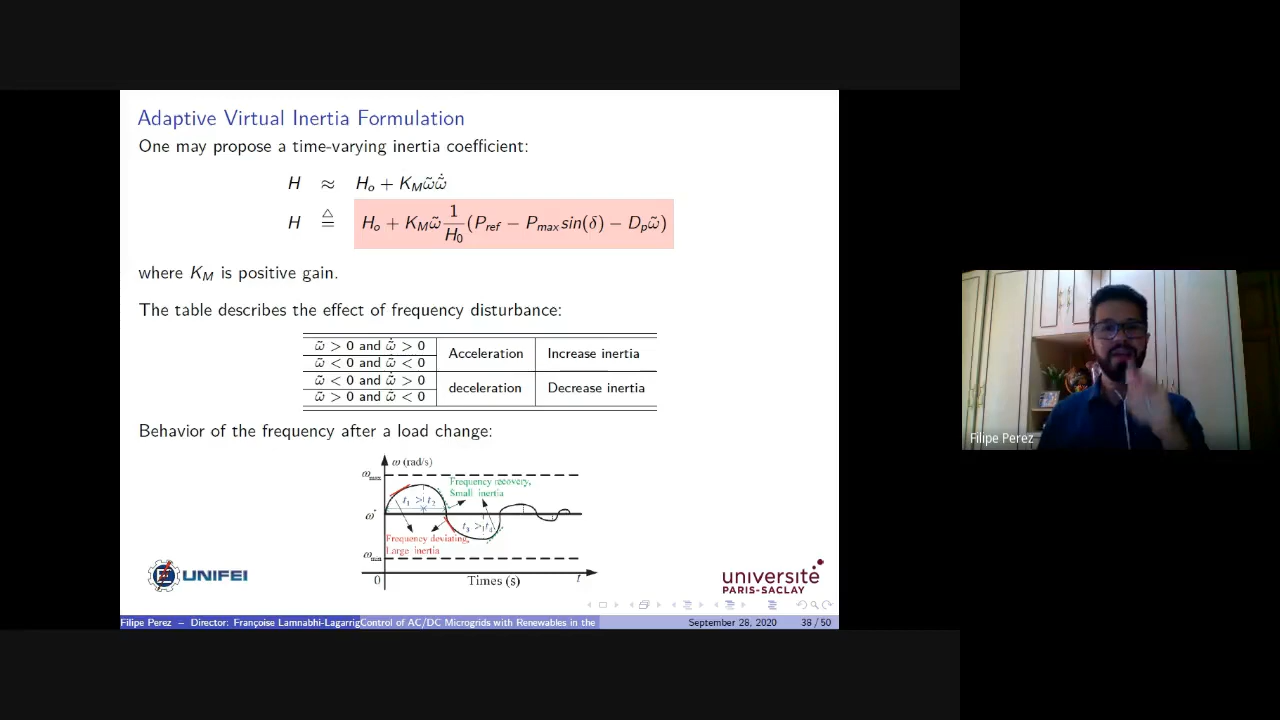 Adaptive Virtual Inertia Formulation
One may propose a time-varying inertia coefficient:
H ≈ Hₒ + K_M ω̃ ω̃̇
H ≜ Hₒ + K_M ω̃ 1/H₀ (P_ref − P_max sin(δ) − D_p ω̃)
where K_M is positive gain.
The table describes the effect of frequency disturbance:
ω̃ > 0 and ω̃̇ > 0
ω̃ < 0 and ω̃̇ < 0
Acceleration
Increase inertia
ω̃ < 0 and ω̃̇ > 0
ω̃ > 0 and ω̃̇ < 0
deceleration
Decrease inertia
Behavior of the frequency after a load change:
ω (rad/s)
ω_max
Frequency recovery,
Small inertia
t₁ > t₂
ω*
t₃ > t₄
Frequency deviating,
Large inertia
ω_min
0
Times (s)
t
UNIFEI
université
PARIS-SACLAY
Filipe Perez – Director: Françoise Lamnabhi-Lagarrig
Control of AC/DC Microgrids with Renewables in the
September 28, 2020
38 / 50
Filipe Perez